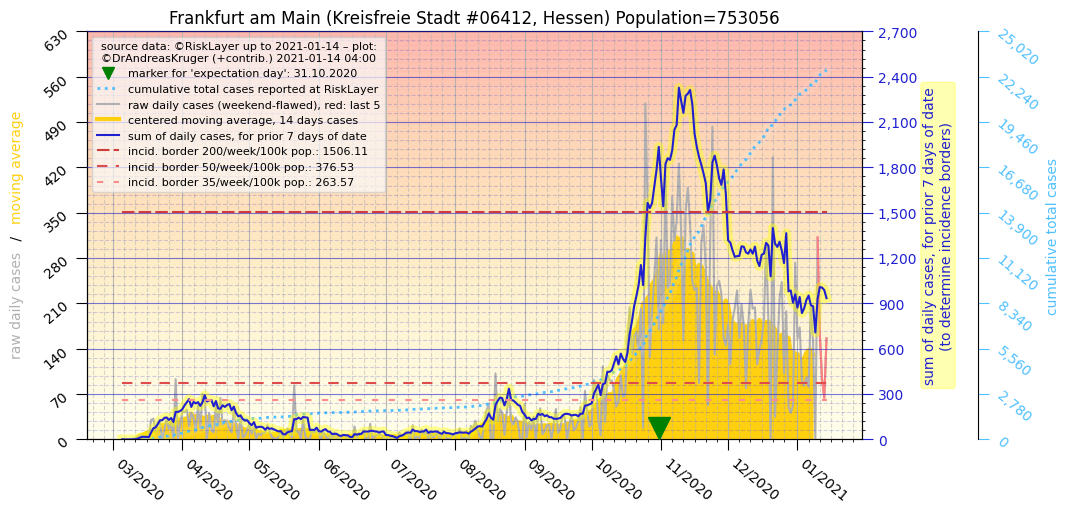 Frankfurt am Main (Kreisfreie Stadt #06412, Hessen) Population=753056
source data: ©RiskLayer up to 2021-01-14 – plot:
©DrAndreasKruger (+contrib.) 2021-01-14 04:00
marker for 'expectation day': 31.10.2020
cumulative total cases reported at RiskLayer
raw daily cases (weekend-flawed), red: last 5
centered moving average, 14 days cases
sum of daily cases, for prior 7 days of date
incid. border 200/week/100k pop.: 1506.11
incid. border 50/week/100k pop.: 376.53
incid. border 35/week/100k pop.: 263.57
raw daily cases / moving average
630
560
490
420
350
280
210
140
70
0
03/2020
04/2020
05/2020
06/2020
07/2020
08/2020
09/2020
10/2020
11/2020
12/2020
01/2021
2,700
2,400
2,100
1,800
1,500
1,200
900
600
300
0
sum of daily cases, for prior 7 days of date
(to determine incidence borders)
25,020
22,240
19,460
16,680
13,900
11,120
8,340
5,560
2,780
0
cumulative total cases